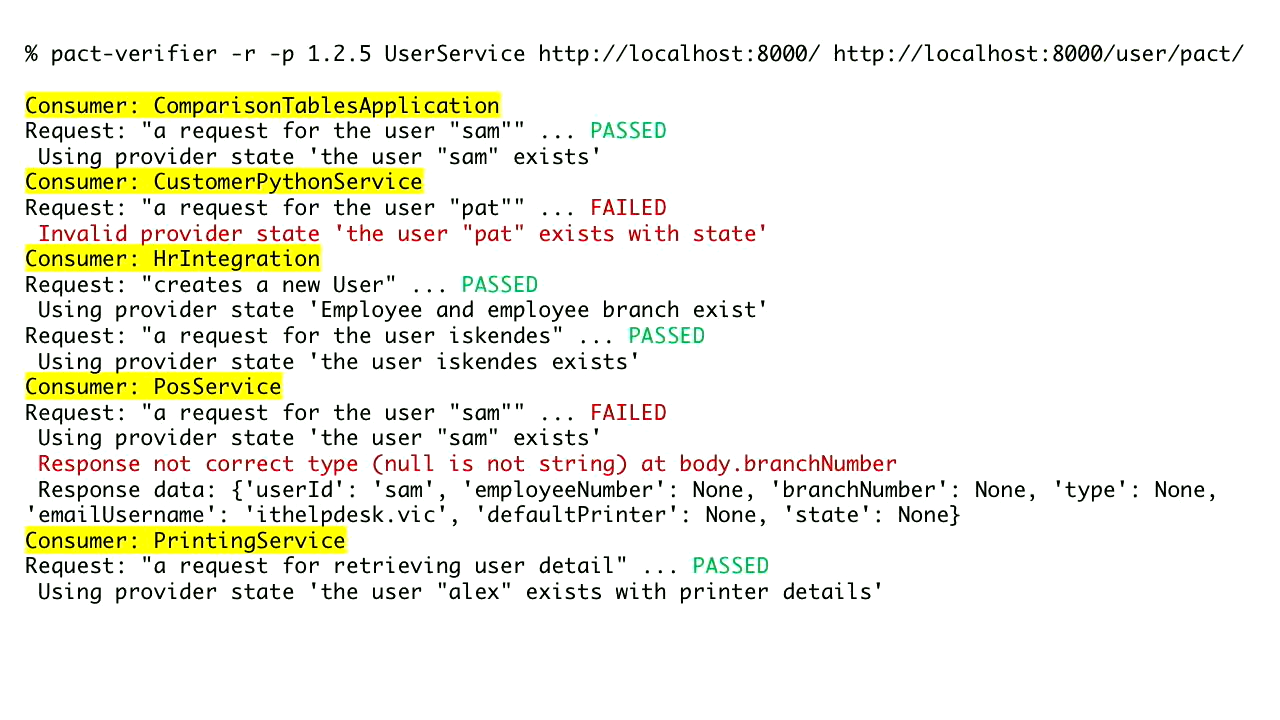 % pact-verifier -r -p 1.2.5 UserService http://localhost:8000/ http://localhost:8000/user/pact/
Consumer: ComparisonTablesApplication
Request: "a request for the user "sam"" ... PASSED
Using provider state 'the user "sam" exists'
Consumer: CustomerPythonService
Request: "a request for the user "pat"" ... FAILED
Invalid provider state 'the user "pat" exists with state'
Consumer: HrIntegration
Request: "creates a new User" ... PASSED
Using provider state 'Employee and employee branch exist'
Request: "a request for the user iskendes" ... PASSED
Using provider state 'the user iskendes exists'
Consumer: PosService
Request: "a request for the user "sam"" ... FAILED
Using provider state 'the user "sam" exists'
Response not correct type (null is not string) at body.branchNumber
Response data: {'userId': 'sam', 'employeeNumber': None, 'branchNumber': None, 'type': None,
'emailUsername': 'ithelpdesk.vic', 'defaultPrinter': None, 'state': None}
Consumer: PrintingService
Request: "a request for retrieving user detail" ... PASSED
Using provider state 'the user "alex" exists with printer details'